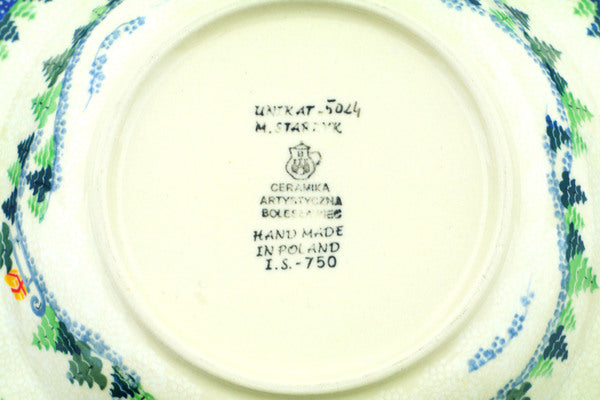 UNIKAT-5024
M. STARZYK
CERAMIKA
ARTYSTYCZNA
BOLESŁAWIEC
HAND MADE
IN POLAND
I.S.-750